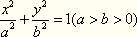 x²/a² + y²/b² = 1(a > b > 0)